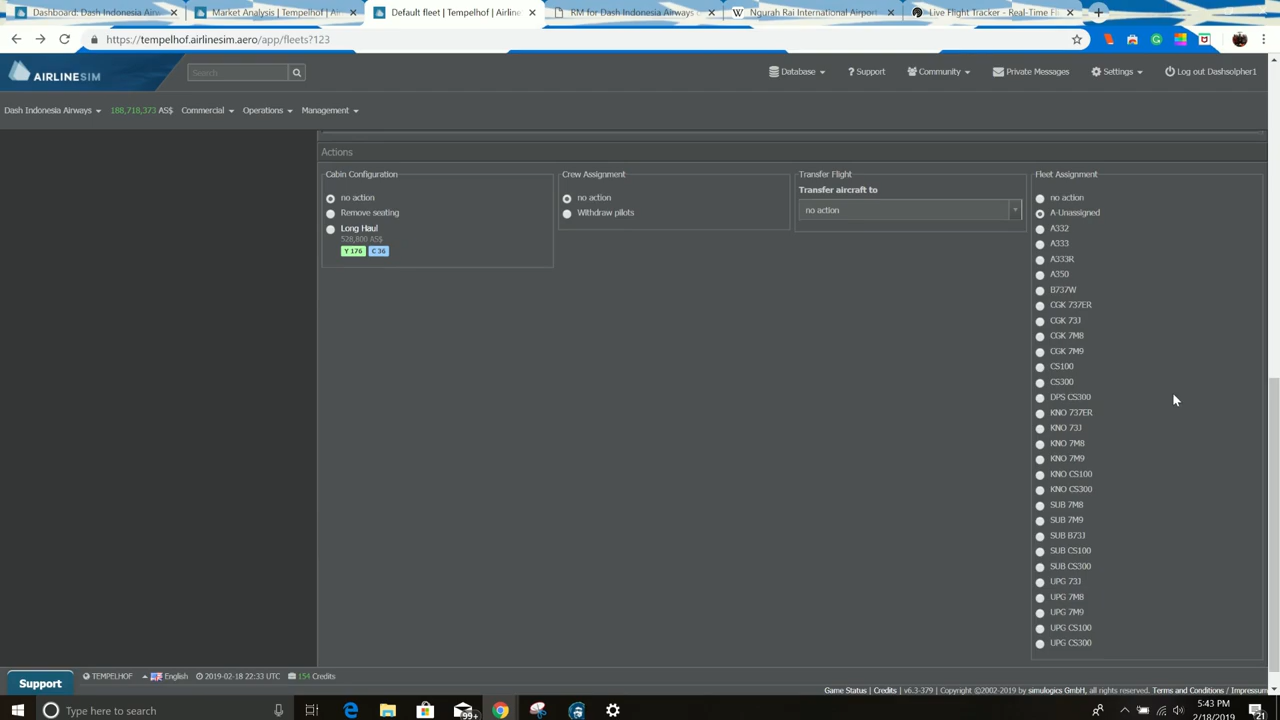 Dashboard: Dash Indonesia Airw
Market Analysis | Tempelhof | Ai
Default fleet | Tempelhof | Airline
RM for Dash Indonesia Airways
Ngurah Rai International Airport
Live Flight Tracker - Real-Time Fl
https://tempelhof.airlinesim.aero/app/fleets?123
AIRLINESIM
Search
Database
Support
Community
Private Messages
Settings
Log out Dashsolpher1
Dash Indonesia Airways
188,718,373 AS$
Commercial
Operations
Management
Actions
Cabin Configuration
no action
Remove seating
Long Haul
528,800 AS$
Y 176 C 36
Crew Assignment
no action
Withdraw pilots
Transfer Flight
Transfer aircraft to
no action
Fleet Assignment
no action
A-Unassigned
A332
A333
A333R
A350
B737W
CGK 737ER
CGK 73J
CGK 7M8
CGK 7M9
CS100
CS300
DPS CS300
KNO 737ER
KNO 73J
KNO 7M8
KNO 7M9
KNO CS100
KNO CS300
SUB 7M8
SUB 7M9
SUB B73J
SUB CS100
SUB CS300
UPG 73J
UPG 7M8
UPG 7M9
UPG CS100
UPG CS300
Support
TEMPELHOF
English
2019-02-18 22:33 UTC
154 Credits
Game Status | Credits | v6.3-379 | Copyright ©2002-2019 by simulogics GmbH, all rights reserved. Terms and Conditions / Impressum
Type here to search
99+
5:43 PM
2/18/2019
21